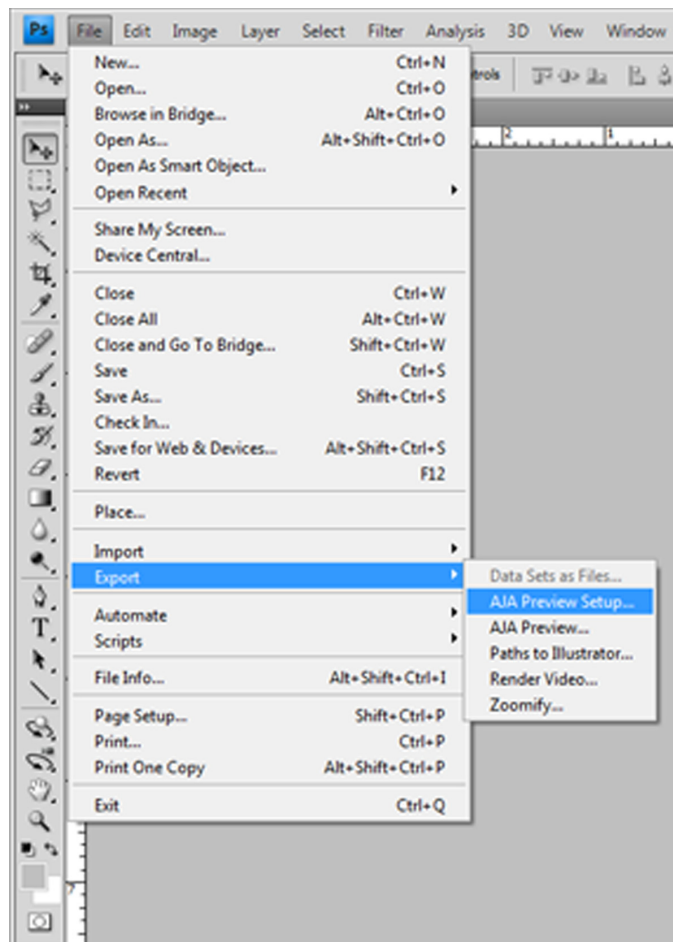 Ps File Edit Image Layer Select Filter Analysis 3D View Window
New... Ctrl+N
Open... Ctrl+O
Browse in Bridge... Alt+Ctrl+O
Open As... Alt+Shift+Ctrl+O
Open As Smart Object...
Open Recent
Share My Screen...
Device Central...
Close Ctrl+W
Close All Alt+Ctrl+W
Close and Go To Bridge... Shift+Ctrl+W
Save Ctrl+S
Save As... Shift+Ctrl+S
Check In...
Save for Web & Devices... Alt+Shift+Ctrl+S
Revert F12
Place...
Import
Export
Automate
Scripts
File Info... Alt+Shift+Ctrl+I
Page Setup... Shift+Ctrl+P
Print... Ctrl+P
Print One Copy Alt+Shift+Ctrl+P
Exit Ctrl+Q
Data Sets as Files...
AJA Preview Setup...
AJA Preview...
Paths to Illustrator...
Render Video...
Zoomify...
trols
2 1
T
7